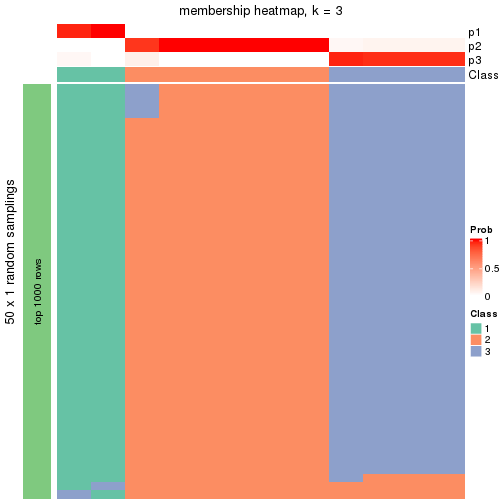 membership heatmap, k = 3
p1
p2
p3
Class
50 x 1 random samplings
top 1000 rows
Prob
1
0.5
0
Class
1
2
3